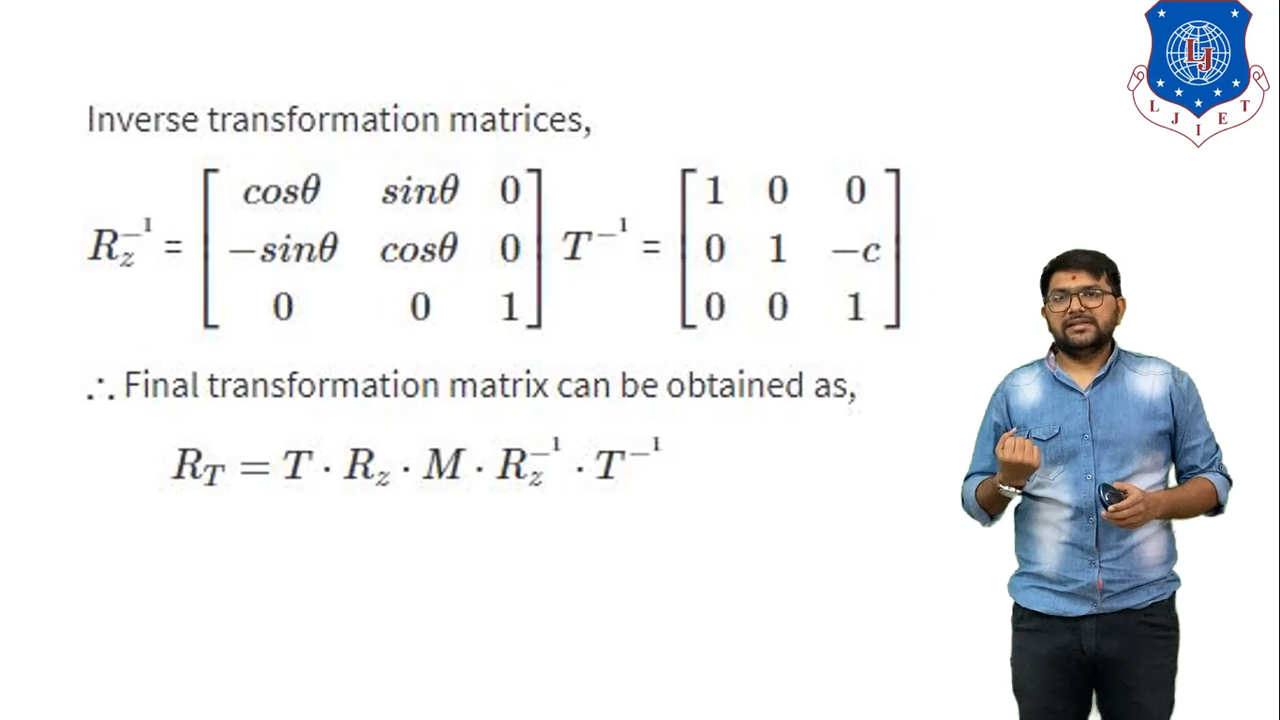 Inverse transformation matrices,
R_z^{-1} = [ cosθ sinθ 0 ; -sinθ cosθ 0 ; 0 0 1 ] T^{-1} = [ 1 0 0 ; 0 1 -c ; 0 0 1 ]
∴ Final transformation matrix can be obtained as,
R_T = T · R_z · M · R_z^{-1} · T^{-1}
LJ
L J I E T